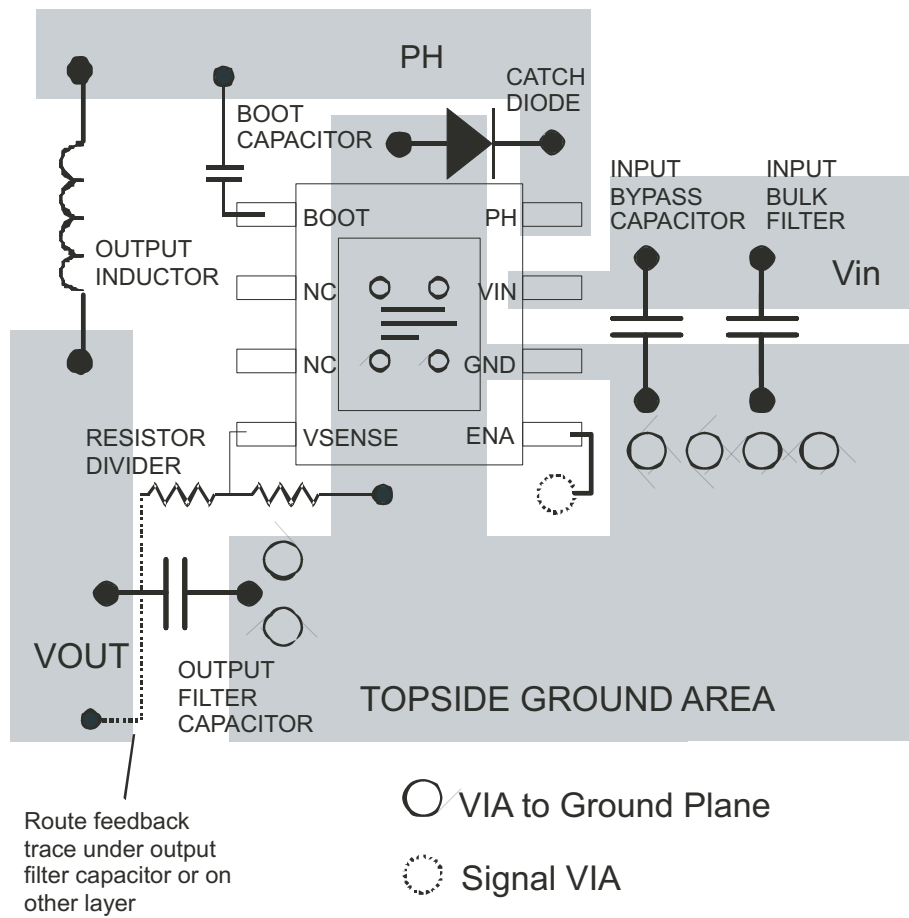 PH
CATCH
DIODE
BOOT
CAPACITOR
INPUT
BYPASS
CAPACITOR
INPUT
BULK
FILTER
BOOT
PH
OUTPUT
INDUCTOR
NC
VIN
Vin
NC
GND
RESISTOR
DIVIDER
VSENSE
ENA
VOUT
OUTPUT
FILTER
CAPACITOR
TOPSIDE GROUND AREA
VIA to Ground Plane
Route feedback
trace under output
filter capacitor or on
other layer
Signal VIA